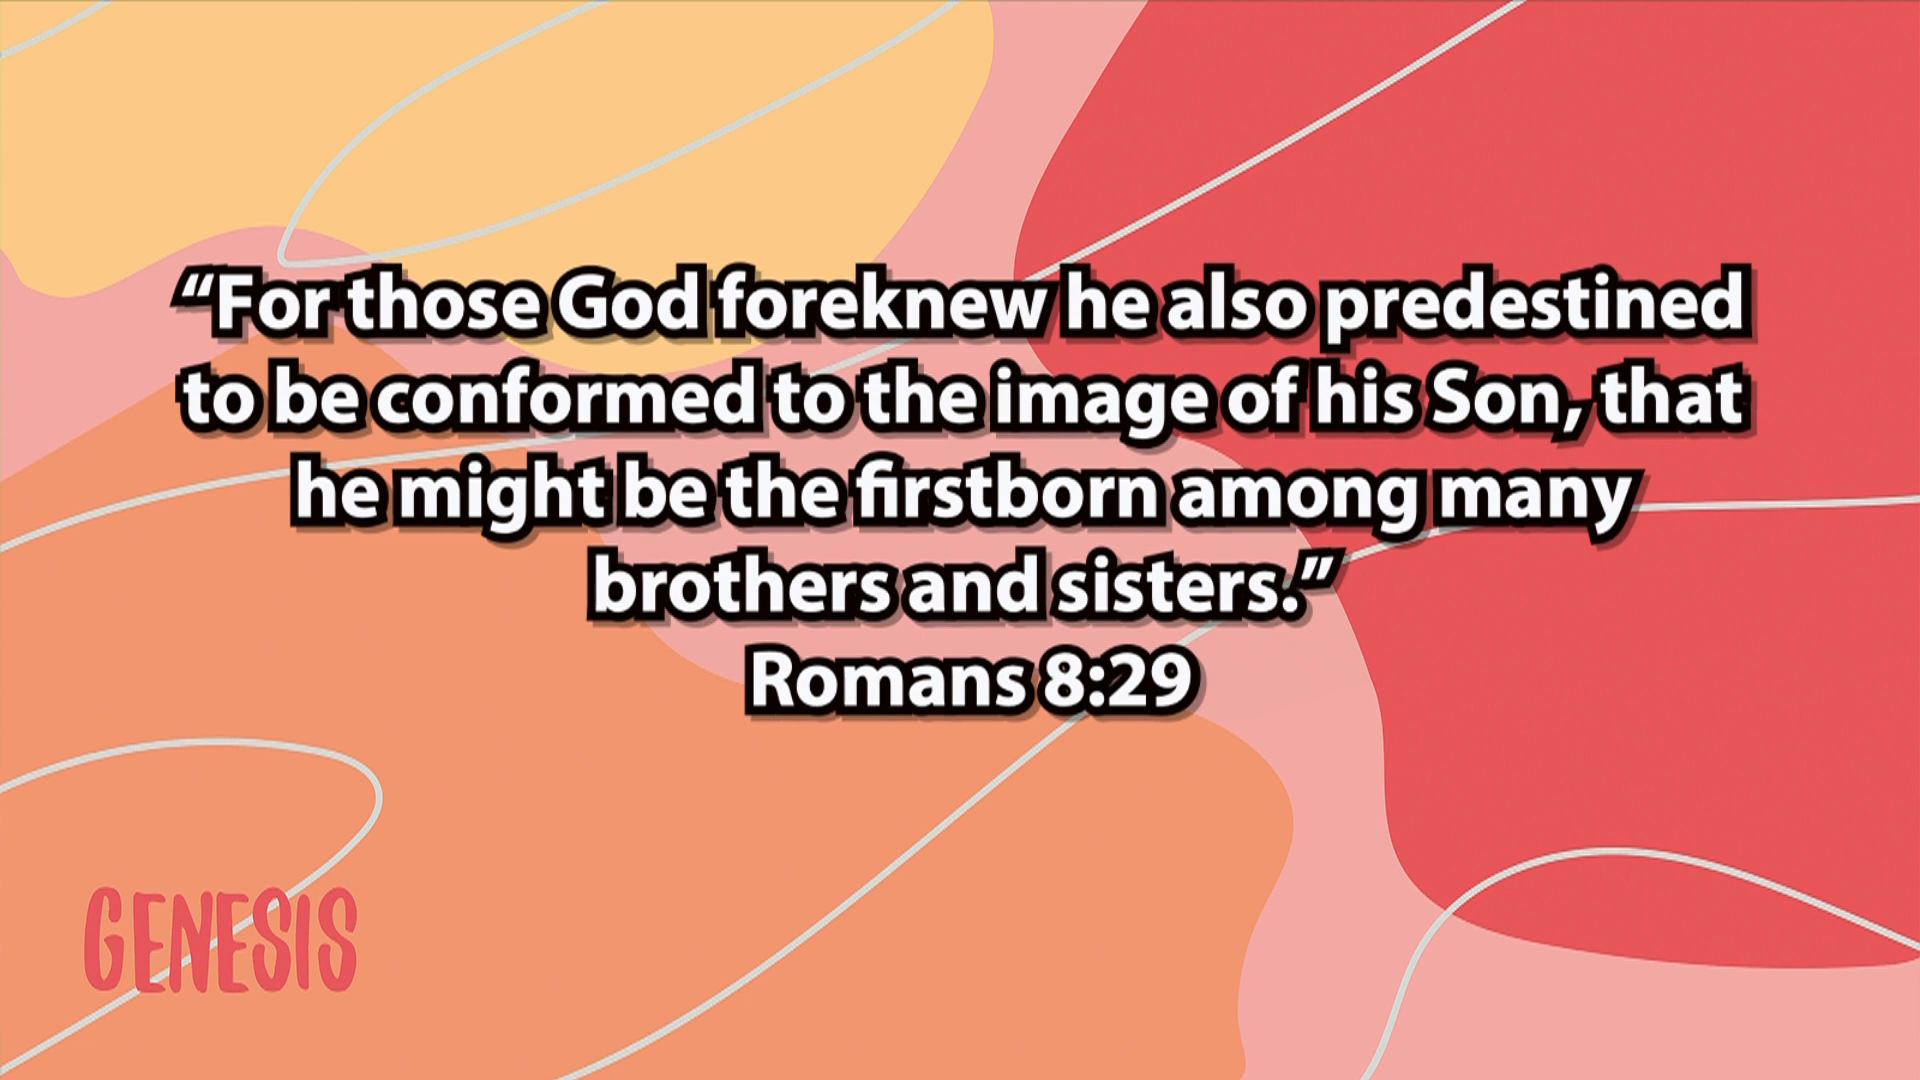 “For those God foreknew he also predestined
to be conformed to the image of his Son, that
he might be the firstborn among many
brothers and sisters.”
Romans 8:29
GENESIS